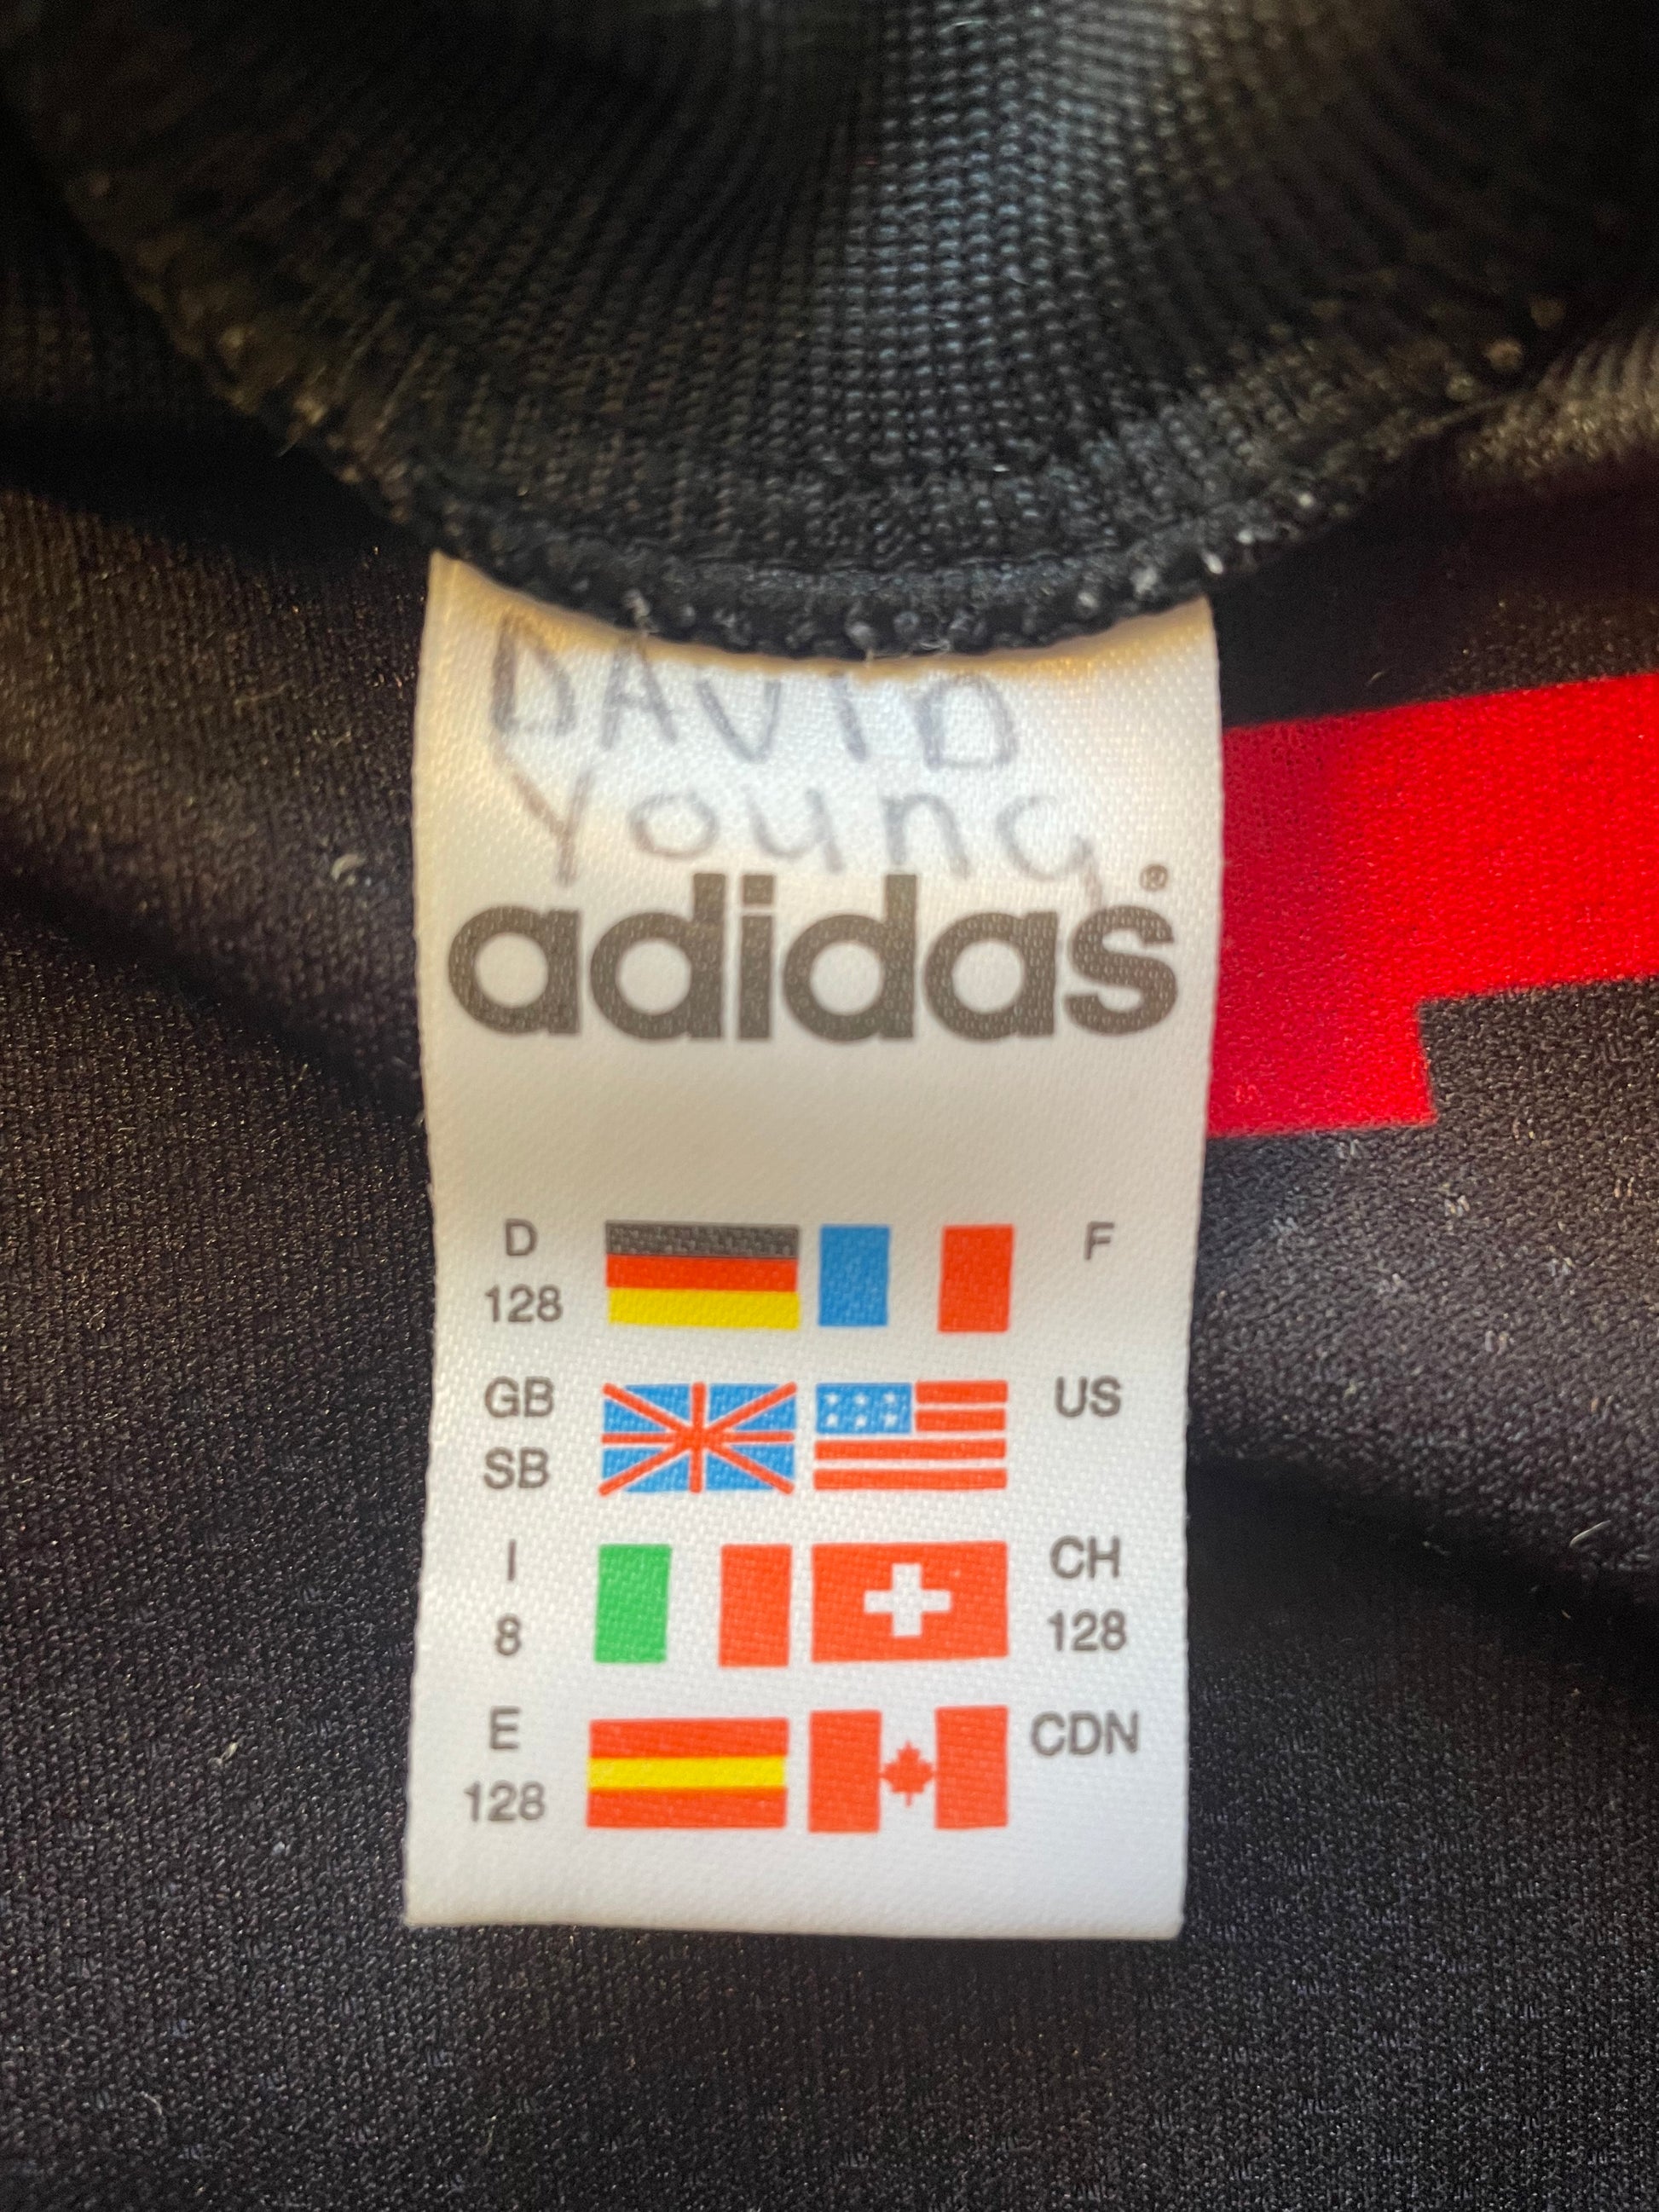 DAVID
Young
adidas®
D F
128
GB US
SB
I CH
8 128
E CDN
128